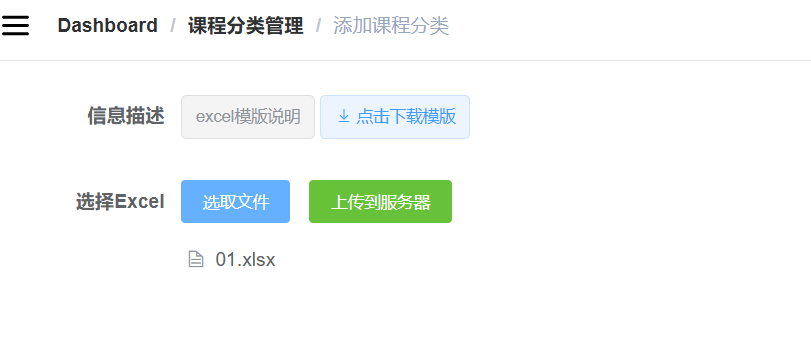 Dashboard / 课程分类管理 / 添加课程分类
信息描述 excel模版说明 点击下载模版
选择Excel 选取文件 上传到服务器
01.xlsx